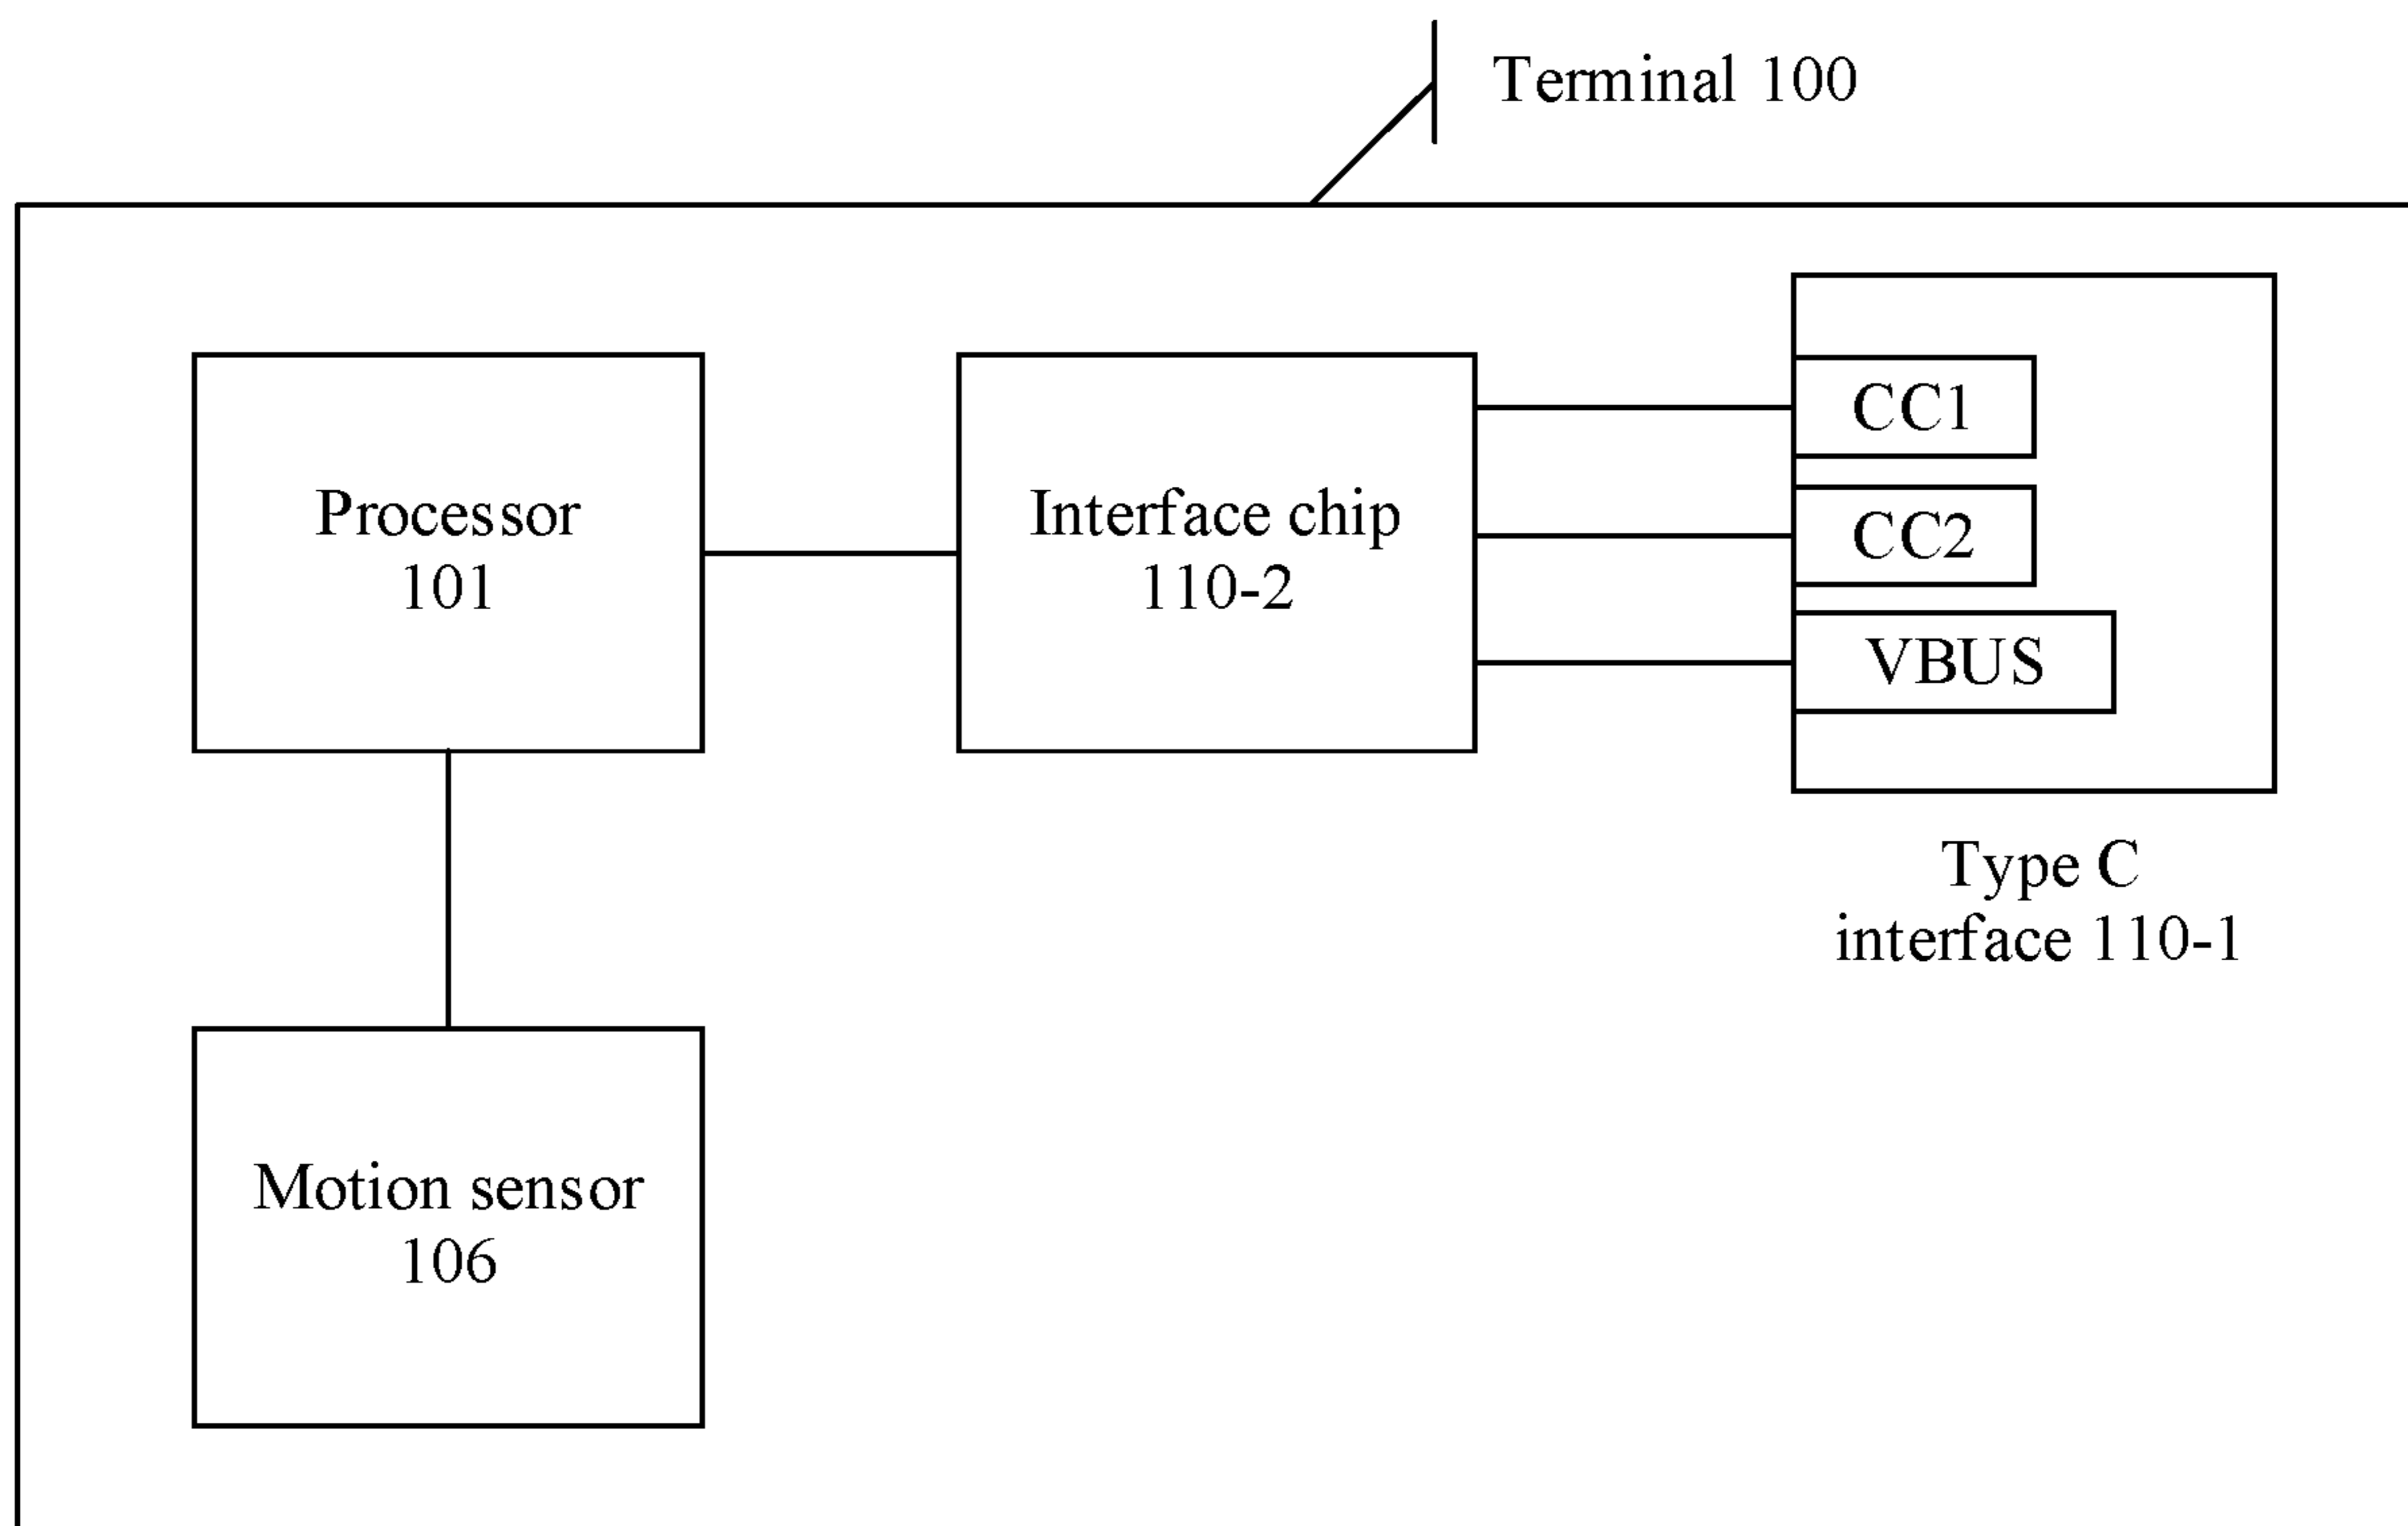 Terminal 100
Processor
101
Interface chip
110-2
CC1
CC2
VBUS
Type C
interface 110-1
Motion sensor
106